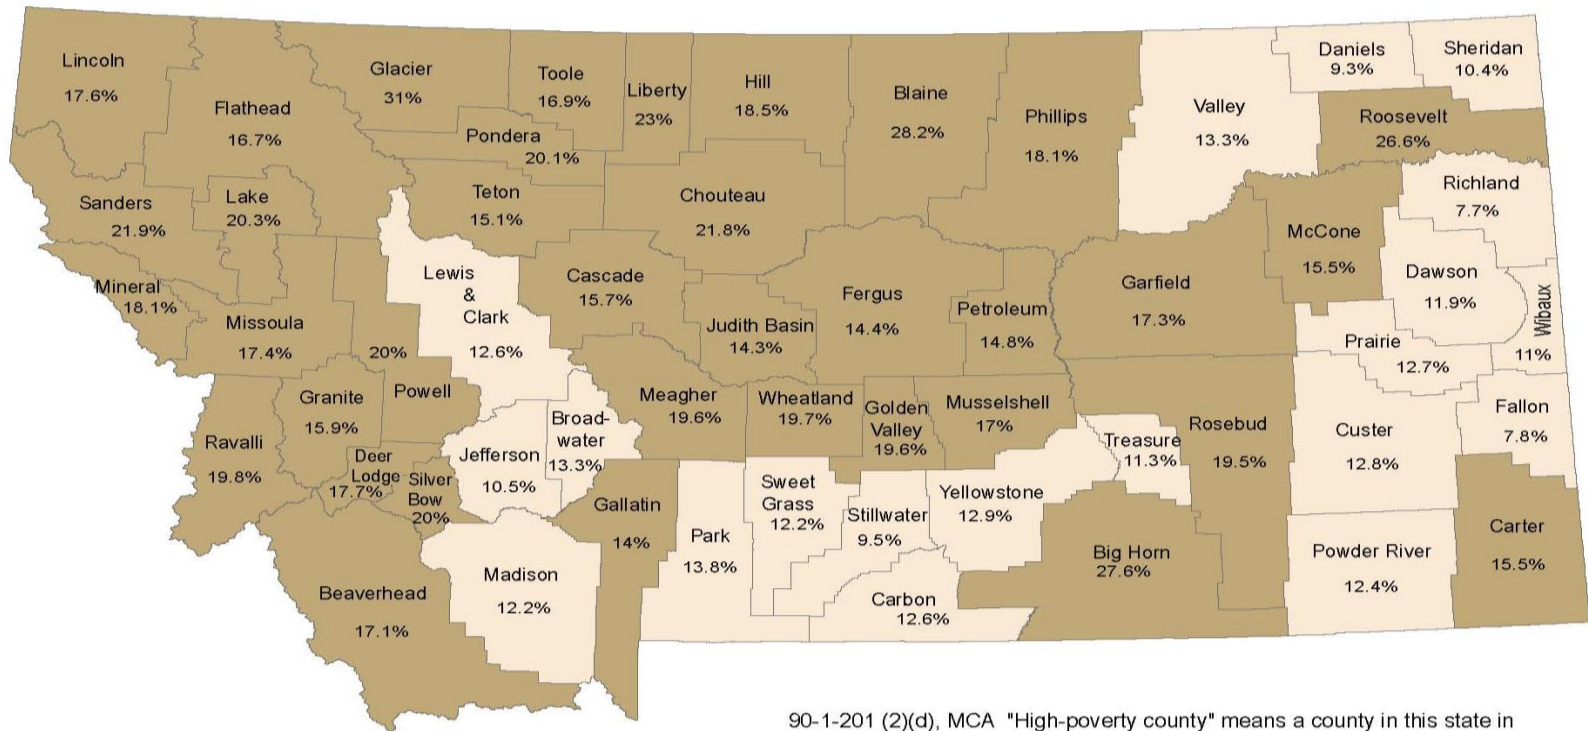 Lincoln
17.6%
Flathead
16.7%
Glacier
31%
Toole
16.9%
Liberty
23%
Hill
18.5%
Blaine
28.2%
Phillips
18.1%
Valley
13.3%
Daniels
9.3%
Sheridan
10.4%
Roosevelt
26.6%
Pondera
20.1%
Teton
15.1%
Chouteau
21.8%
Sanders
21.9%
Lake
20.3%
Richland
7.7%
McCone
15.5%
Dawson
11.9%
Wibaux
11%
Mineral
18.1%
Missoula
17.4%
Lewis
&
Clark
12.6%
Cascade
15.7%
Judith Basin
14.3%
Fergus
14.4%
Petroleum
14.8%
Garfield
17.3%
Prairie
12.7%
20%
Powell
Granite
15.9%
Ravalli
19.8%
Deer
Lodge
17.7%
Silver
Bow
20%
Jefferson
10.5%
Broad-
water
13.3%
Meagher
19.6%
Wheatland
19.7%
Golden
Valley
19.6%
Musselshell
17%
Treasure
11.3%
Rosebud
19.5%
Custer
12.8%
Fallon
7.8%
Gallatin
14%
Park
13.8%
Sweet
Grass
12.2%
Stillwater
9.5%
Yellowstone
12.9%
Big Horn
27.6%
Powder River
12.4%
Carter
15.5%
Beaverhead
17.1%
Madison
12.2%
Carbon
12.6%
90-1-201 (2)(d), MCA "High-poverty county" means a county in this state in